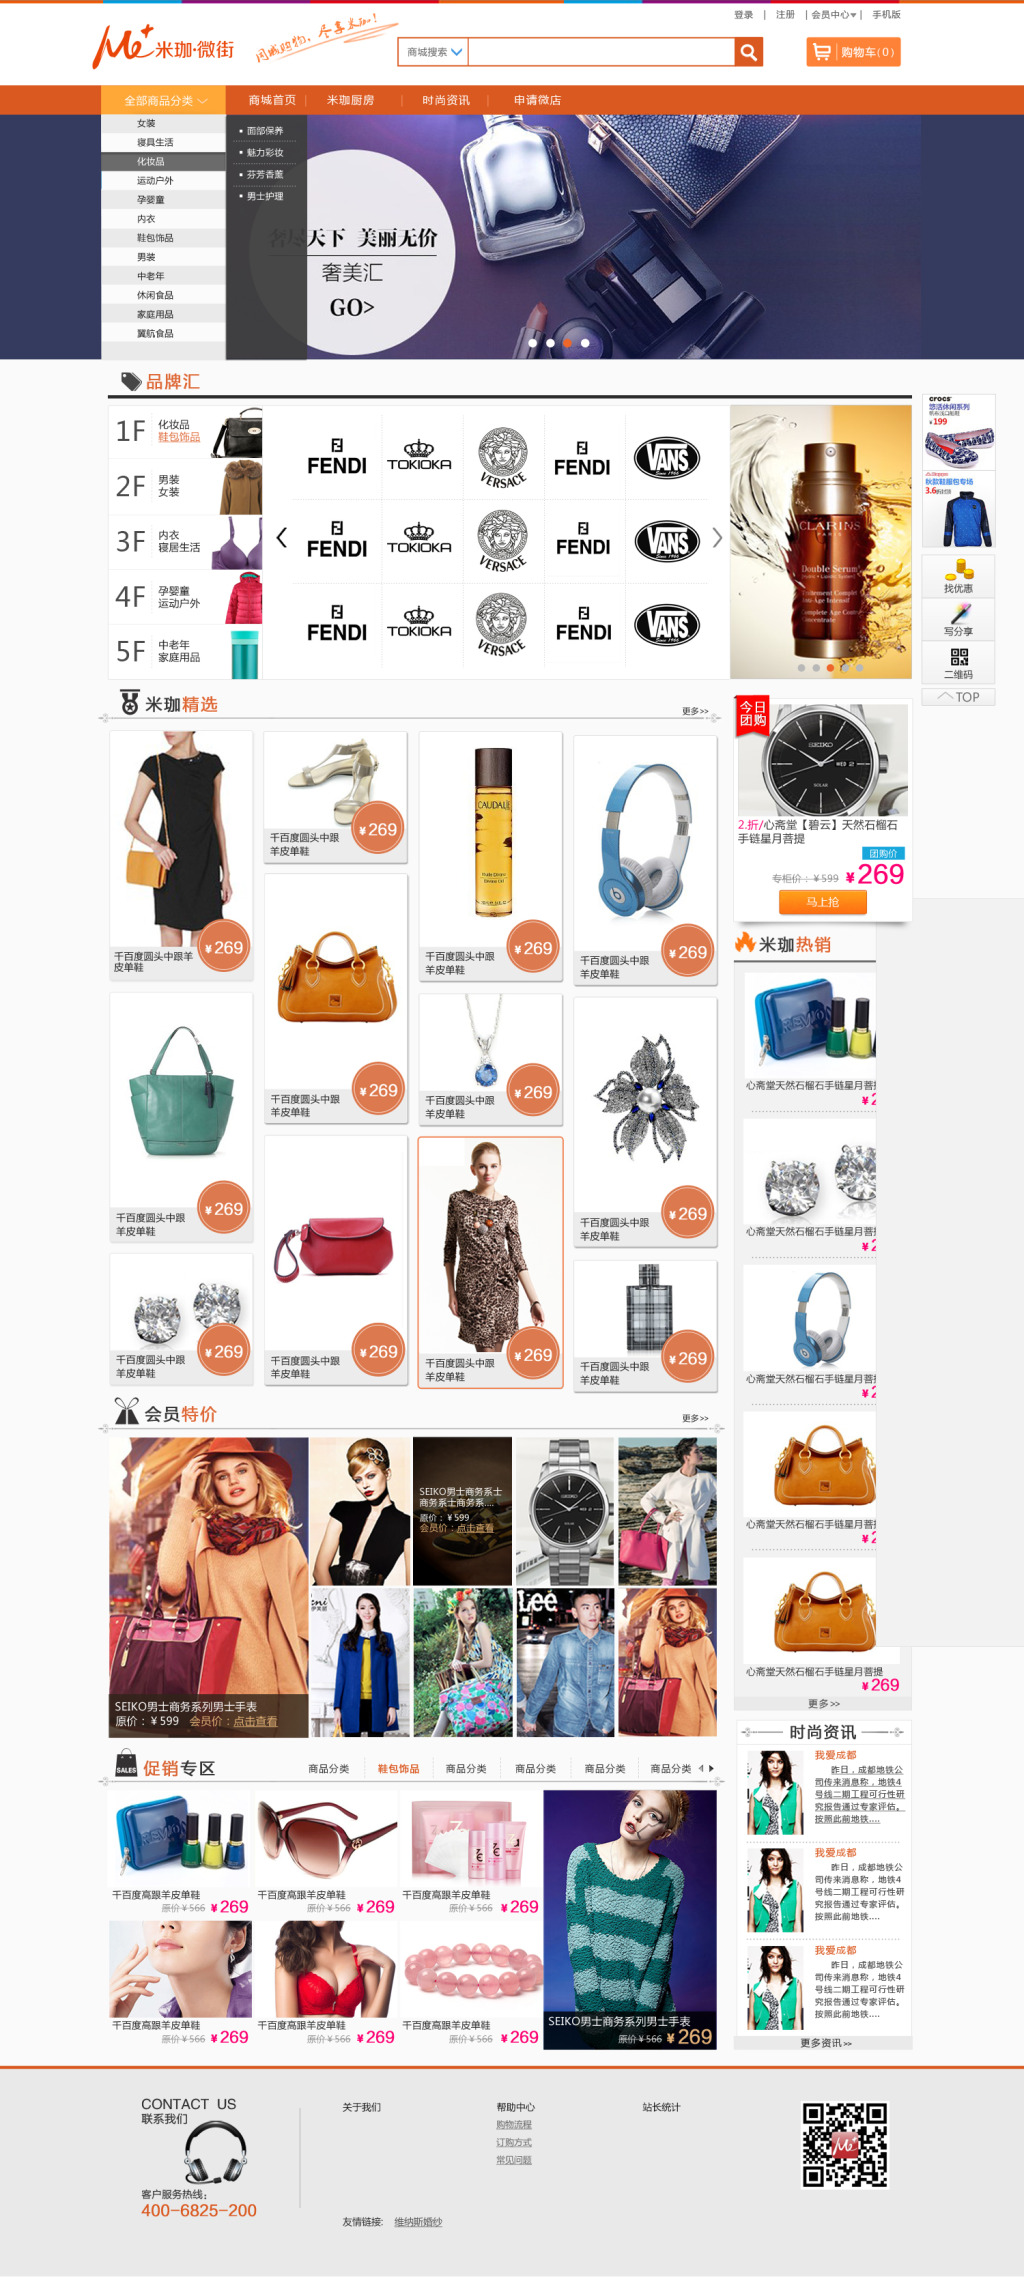 登录 | 注册 | 会员中心 | 手机版
Me+ 米珈·微街
同城购物, 尽享米珈!
商城搜索
购物车(0)
全部商品分类
商城首页 | 米珈厨房 | 时尚资讯 | 申请微店
女装
寝具生活
化妆品
运动户外
孕婴童
内衣
鞋包饰品
男装
中老年
休闲食品
家庭用品
翼航食品
面部保养
魅力彩妆
芬芳香薰
男士护理
奢尽天下 美丽无价
奢美汇
GO>
品牌汇
1F 化妆品
鞋包饰品
2F 男装
女装
3F 内衣
寝居生活
4F 孕婴童
运动户外
5F 中老年
家庭用品
FENDI TOKIOKA VERSACE FENDI VANS
FENDI TOKIOKA VERSACE FENDI VANS
FENDI TOKIOKA VERSACE FENDI VANS
CLARINS
PARIS
Double Serum
crocs
悠活休闲系列
帆布浅口船鞋
¥199
秋款鞋服包专场
3.6折封顶
找优惠
写分享
二维码
TOP
米珈精选
更多>>
千百度圆头中跟羊
皮单鞋
¥269
千百度圆头中跟
羊皮单鞋
¥269
CAUDALIE
千百度圆头中跟
羊皮单鞋
¥269
千百度圆头中跟
羊皮单鞋
¥269
千百度圆头中跟
羊皮单鞋
¥269
千百度圆头中跟
羊皮单鞋
¥269
千百度圆头中跟
羊皮单鞋
¥269
千百度圆头中跟
羊皮单鞋
¥269
千百度圆头中跟
羊皮单鞋
¥269
千百度圆头中跟
羊皮单鞋
¥269
千百度圆头中跟
羊皮单鞋
¥269
千百度圆头中跟
羊皮单鞋
¥269
今日
团购
SEIKO
SOLAR
2.折/心斋堂【碧云】天然石榴石
手链星月菩提
团购价
专柜价：¥599 ¥269
马上抢
米珈热销
REVLON
心斋堂天然石榴石手链星月菩提
¥2
心斋堂天然石榴石手链星月菩提
¥2
心斋堂天然石榴石手链星月菩提
¥2
心斋堂天然石榴石手链星月菩提
¥2
心斋堂天然石榴石手链星月菩提
¥269
更多>>
会员特价
更多>>
SEIKO男士商务系士
商务系士商务系....
原价：¥599
会员价：点击查看
SEIKO
Lee
SEIKO男士商务系列男士手表
原价：¥599 会员价：点击查看
时尚资讯
我爱成都
昨日，成都地铁公
司传来消息称，地铁4
号线二期工程可行性研
究报告通过专家评估。
按照此前地铁....
我爱成都
昨日，成都地铁公
司传来消息称，地铁4
号线二期工程可行性研
究报告通过专家评估。
按照此前地铁....
我爱成都
昨日，成都地铁公
司传来消息称，地铁4
号线二期工程可行性研
究报告通过专家评估。
按照此前地铁....
更多资讯>>
SALES 促销专区
商品分类 鞋包饰品 商品分类 商品分类 商品分类 商品分类
REVLON
千百度高跟羊皮单鞋
原价¥566 ¥269
千百度高跟羊皮单鞋
原价¥566 ¥269
千百度高跟羊皮单鞋
原价¥566 ¥269
千百度高跟羊皮单鞋
原价¥566 ¥269
千百度高跟羊皮单鞋
原价¥566 ¥269
千百度高跟羊皮单鞋
原价¥566 ¥269
SEIKO男士商务系列男士手表
原价¥566 ¥269
CONTACT US
联系我们
客户服务热线：
400-6825-200
关于我们
帮助中心
购物流程
订购方式
常见问题
站长统计
友情链接: 维纳斯婚纱